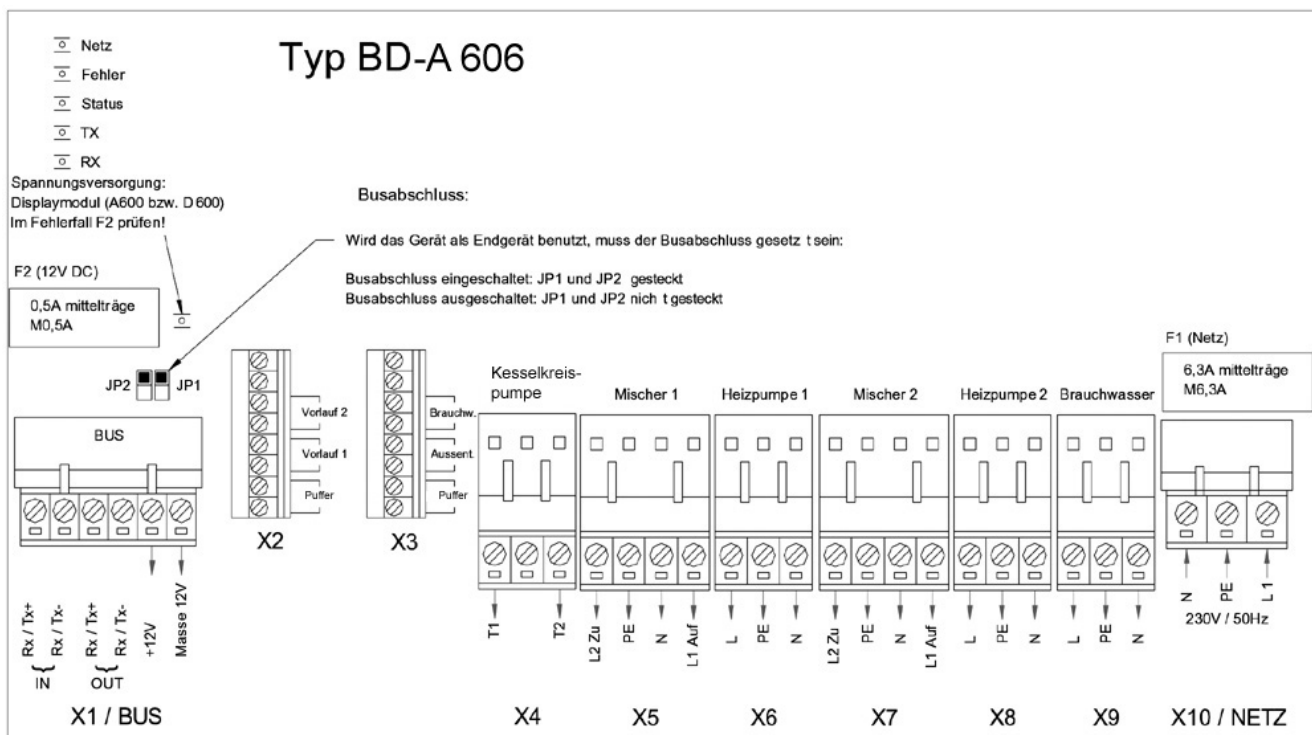 Typ BD-A 606
Netz
Fehler
Status
TX
RX
Spannungsversorgung:
Displaymodul (A600 bzw. D 600)
Im Fehlerfall F2 prüfen!
Busabschluss:
Wird das Gerät als Endgerät benutzt, muss der Busabschluss gesetz t sein:
Busabschluss eingeschaltet: JP1 und JP2 gesteckt
Busabschluss ausgeschaltet: JP1 und JP2 nich t gesteckt
F2 (12V DC)
0,5A mittelträge
M0,5A
JP2
JP1
F1 (Netz)
6,3A mittelträge
M6,3A
BUS
Vorlauf 2
Vorlauf 1
Puffer
X2
Brauchw.
Aussent.
Puffer
X3
Kesselkreis-
pumpe
Mischer 1
Heizpumpe 1
Mischer 2
Heizpumpe 2
Brauchwasser
Rx / Tx+
Rx / Tx-
Rx / Tx+
Rx / Tx-
+12V
Masse 12V
IN
OUT
T1
T2
L2 Zu
PE
N
L1 Auf
L
PE
N
L2 Zu
PE
N
L1 Auf
L
PE
N
L
PE
N
N
PE
L 1
230V / 50Hz
X1 / BUS
X4
X5
X6
X7
X8
X9
X10 / NETZ